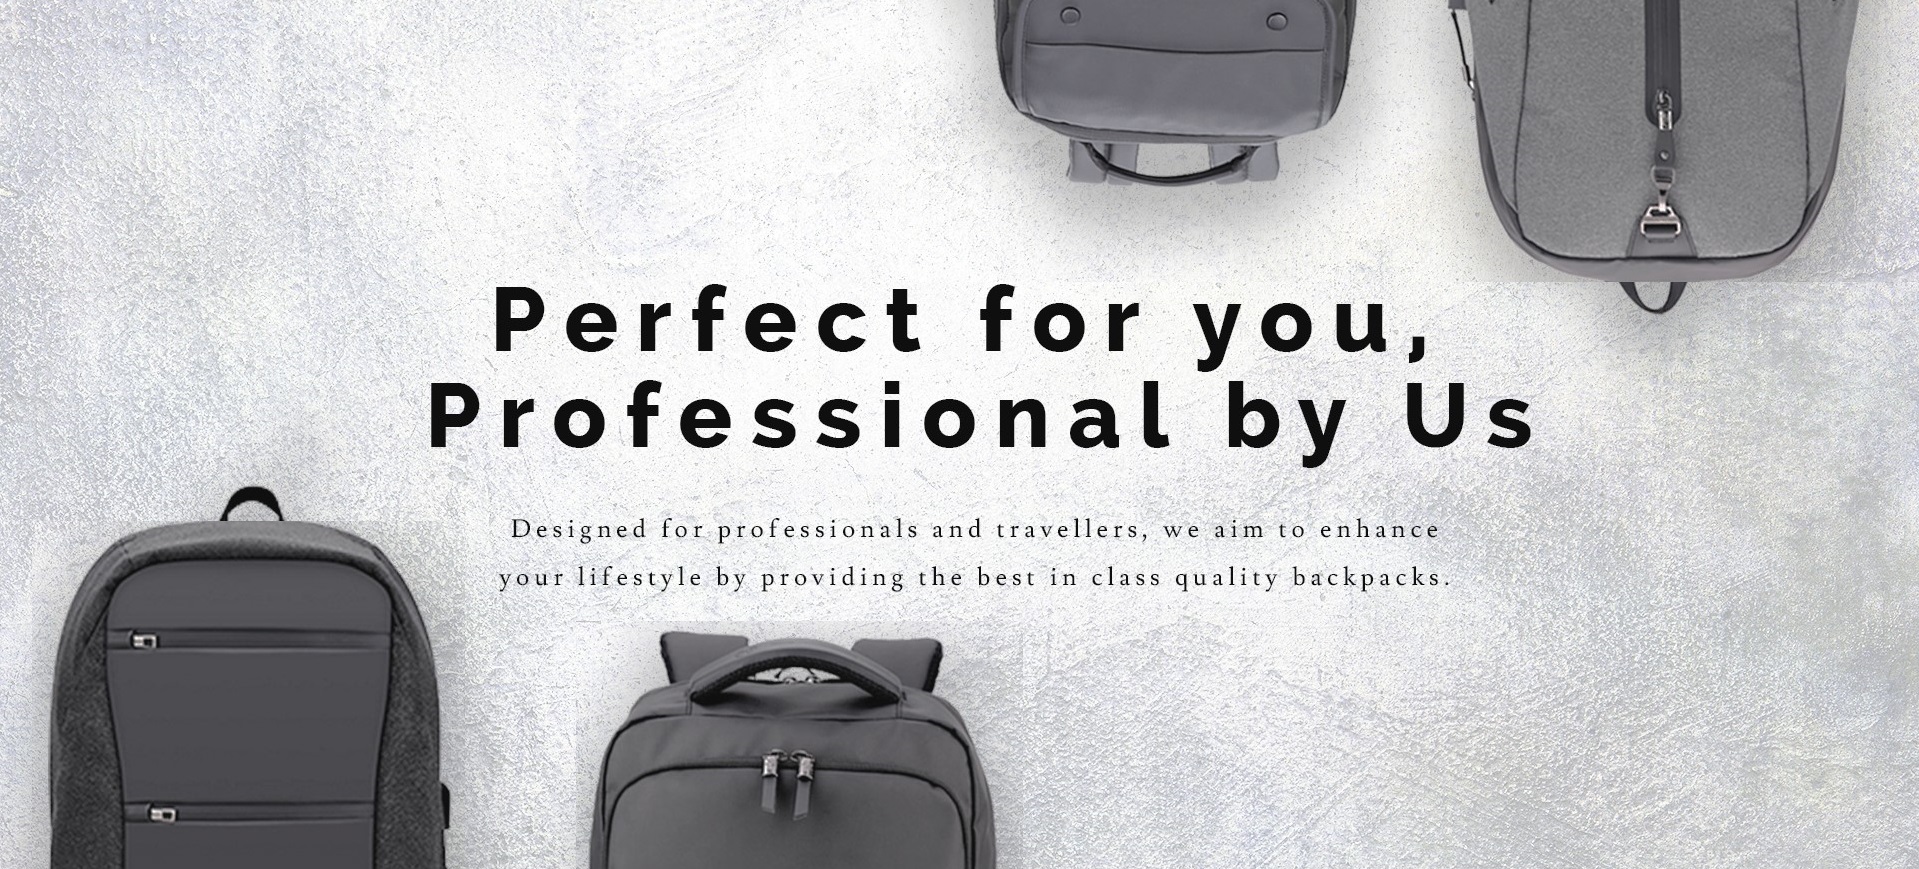 Perfect for you,
Professional by Us
Designed for professionals and travellers, we aim to enhance
your lifestyle by providing the best in class quality backpacks.